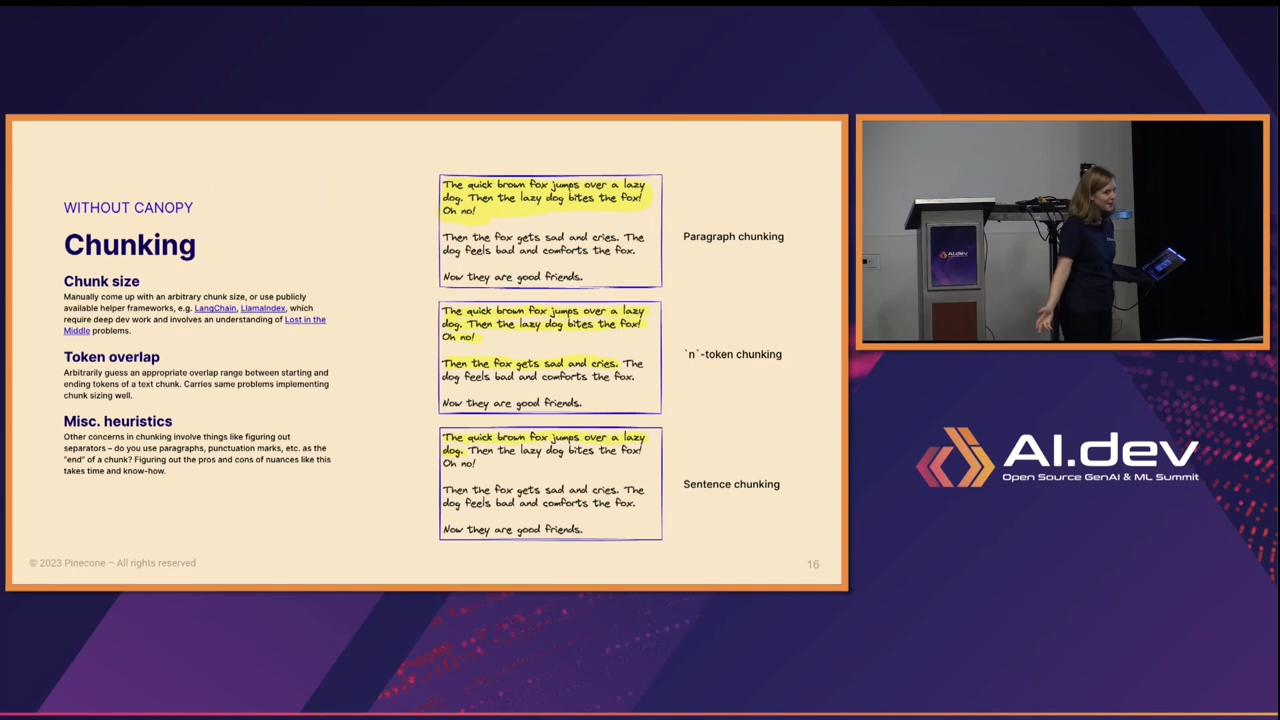 WITHOUT CANOPY
Chunking
Chunk size
Manually come up with an arbitrary chunk size, or use publicly
available helper frameworks, e.g. LangChain, LlamaIndex, which
require deep dev work and involves an understanding of Lost in the
Middle problems.
Token overlap
Arbitrarily guess an appropriate overlap range between starting and
ending tokens of a text chunk. Carries same problems implementing
chunk sizing well.
Misc. heuristics
Other concerns in chunking involve things like figuring out
separators – do you use paragraphs, punctuation marks, etc. as the
"end" of a chunk? Figuring out the pros and cons of nuances like this
takes time and know-how.
The quick brown fox jumps over a lazy
dog. Then the lazy dog bites the fox!
Oh no!
Then the fox gets sad and cries. The
dog feels bad and comforts the fox.
Now they are good friends.
Paragraph chunking
The quick brown fox jumps over a lazy
dog. Then the lazy dog bites the fox!
Oh no!
Then the fox gets sad and cries. The
dog feels bad and comforts the fox.
Now they are good friends.
`n`-token chunking
The quick brown fox jumps over a lazy
dog. Then the lazy dog bites the fox!
Oh no!
Then the fox gets sad and cries. The
dog feels bad and comforts the fox.
Now they are good friends.
Sentence chunking
© 2023 Pinecone – All rights reserved
16
AI.dev
AI.dev
Open Source GenAI & ML Summit